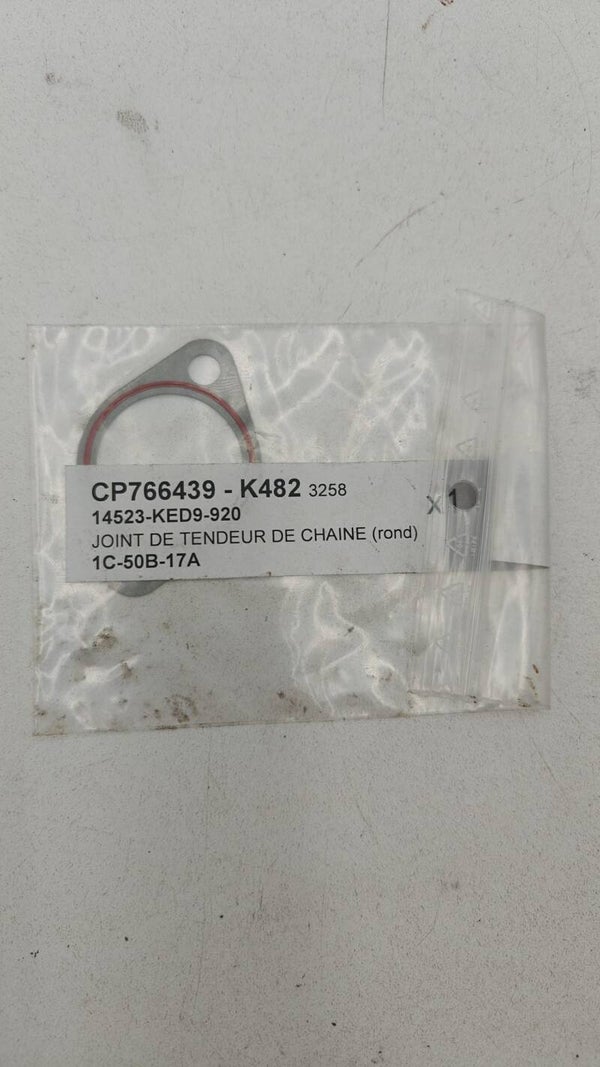 CP766439 - K482 3258
14523-KED9-920
X 1
JOINT DE TENDEUR DE CHAINE (rond)
1C-50B-17A